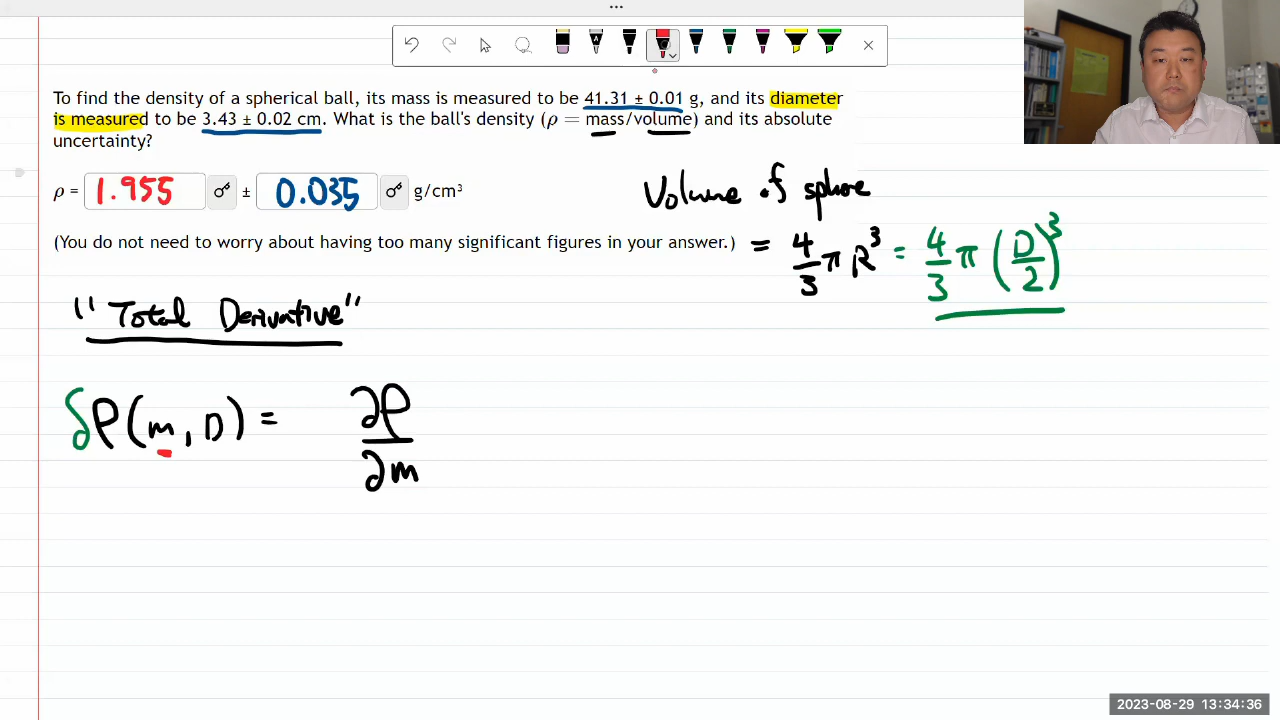 To find the density of a spherical ball, its mass is measured to be 41.31 ± 0.01 g, and its diameter
is measured to be 3.43 ± 0.02 cm. What is the ball's density (ρ = mass/volume) and its absolute
uncertainty?
ρ = 1.955 σ ± 0.035 σ g/cm³
Volume of sphere
(You do not need to worry about having too many significant figures in your answer.) = 4/3 π R³ = 4/3 π (D/2)³
"Total Derivative"
δρ(m, D) = ∂ρ/∂m
2023-08-29 13:34:36